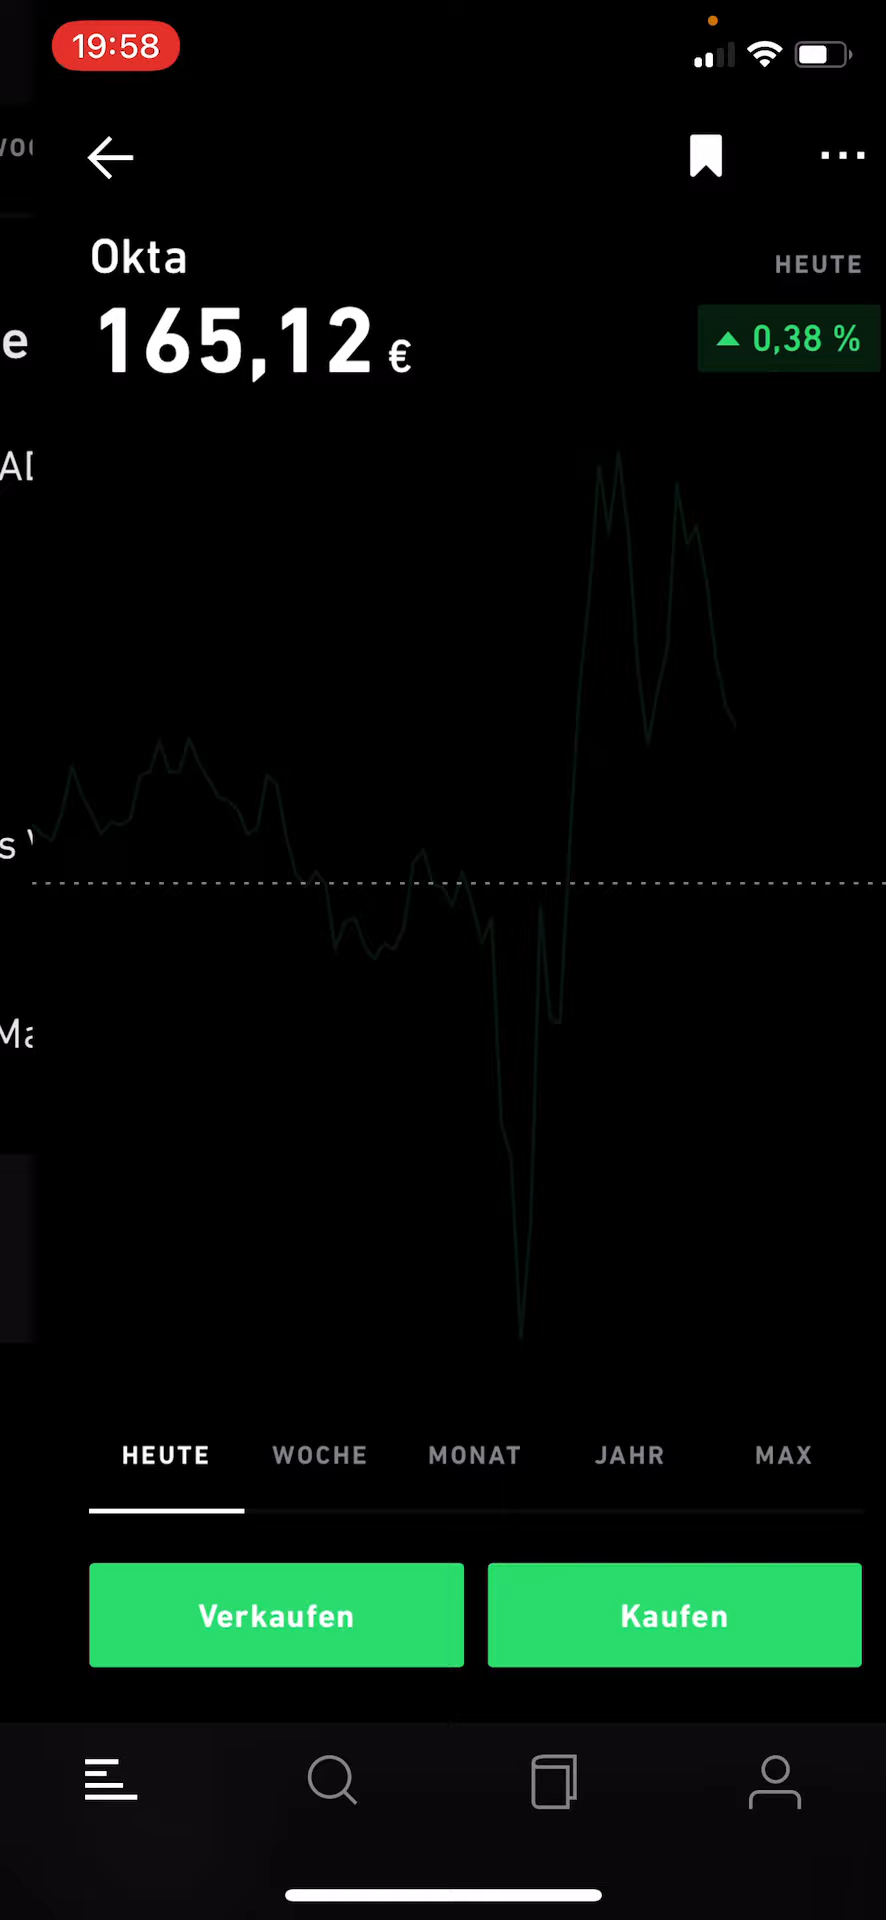 19:58
Okta
HEUTE
165,12 €
0,38 %
HEUTE
WOCHE
MONAT
JAHR
MAX
Verkaufen
Kaufen